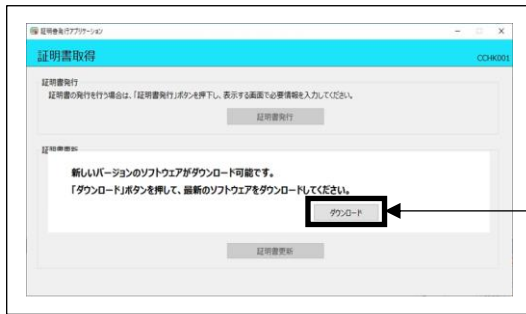 証明書発行アプリケーション
証明書取得
CCHK001
証明書発行
証明書の発行を行う場合は、「証明書発行」ボタンを押下し、表示する画面で必要情報を入力してください。
証明書発行
証明書更新
新しいバージョンのソフトウェアがダウンロード可能です。
「ダウンロード」ボタンを押して、最新のソフトウェアをダウンロードしてください。
ダウンロード
証明書更新